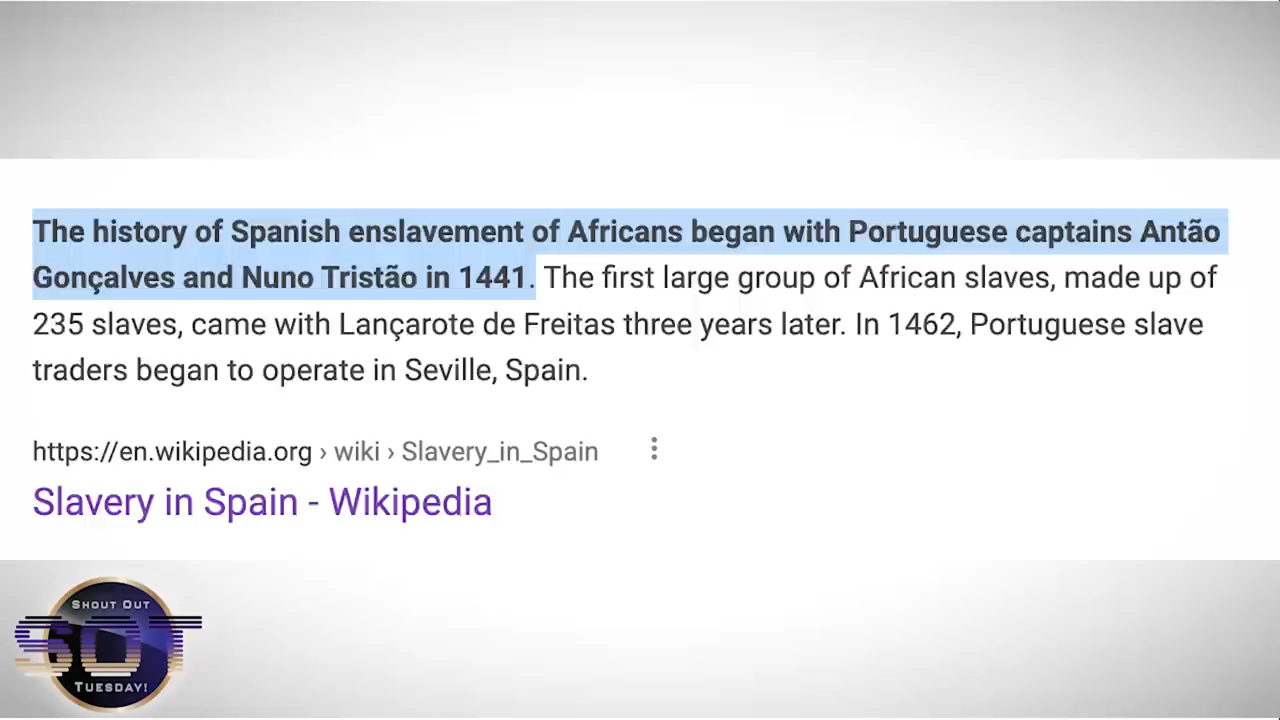 The history of Spanish enslavement of Africans began with Portuguese captains Antão
Gonçalves and Nuno Tristão in 1441. The first large group of African slaves, made up of
235 slaves, came with Lançarote de Freitas three years later. In 1462, Portuguese slave
traders began to operate in Seville, Spain.
https://en.wikipedia.org › wiki › Slavery_in_Spain
Slavery in Spain - Wikipedia
SHOUT OUT
SOT
TUESDAY!